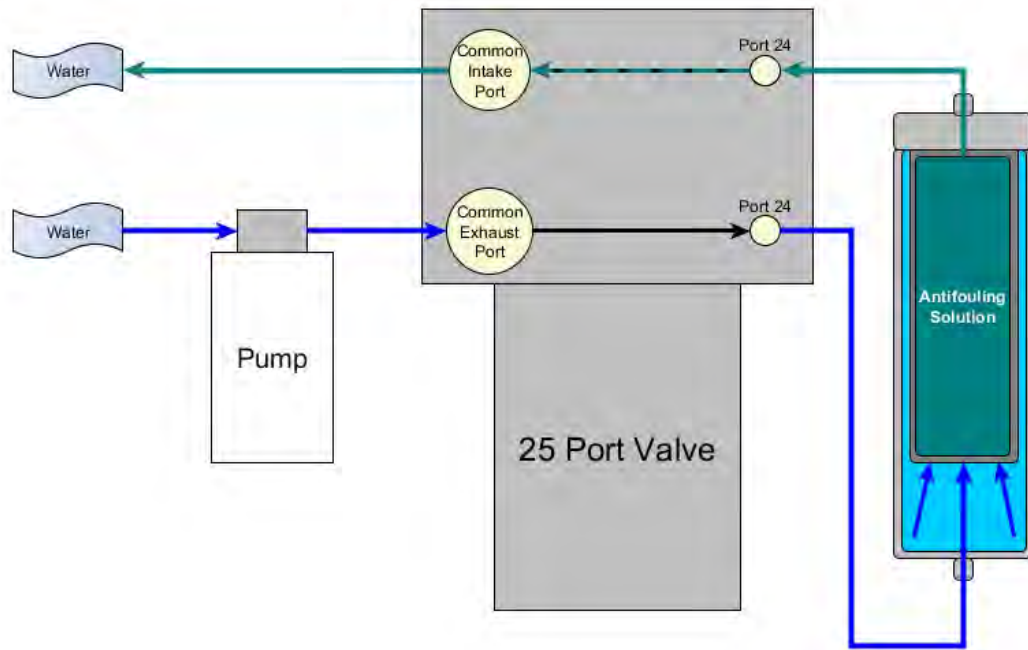 Water
Common
Intake
Port
Port 24
Water
Common
Exhaust
Port
Port 24
Pump
25 Port Valve
Antifouling
Solution